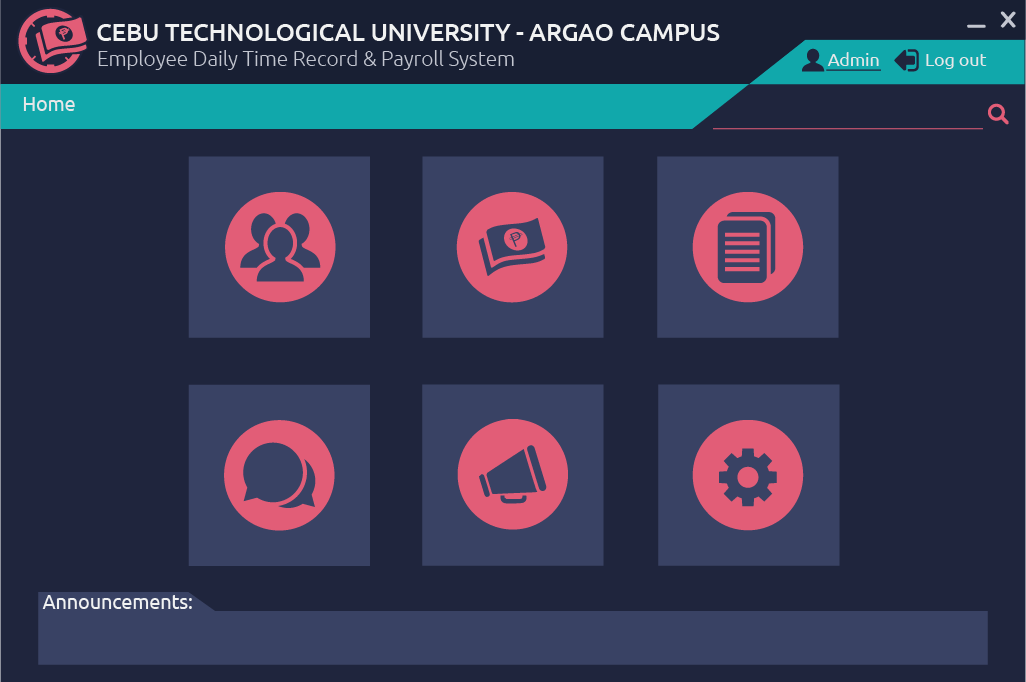 CEBU TECHNOLOGICAL UNIVERSITY - ARGAO CAMPUS
Employee Daily Time Record & Payroll System
Admin
Log out
Home
Announcements: